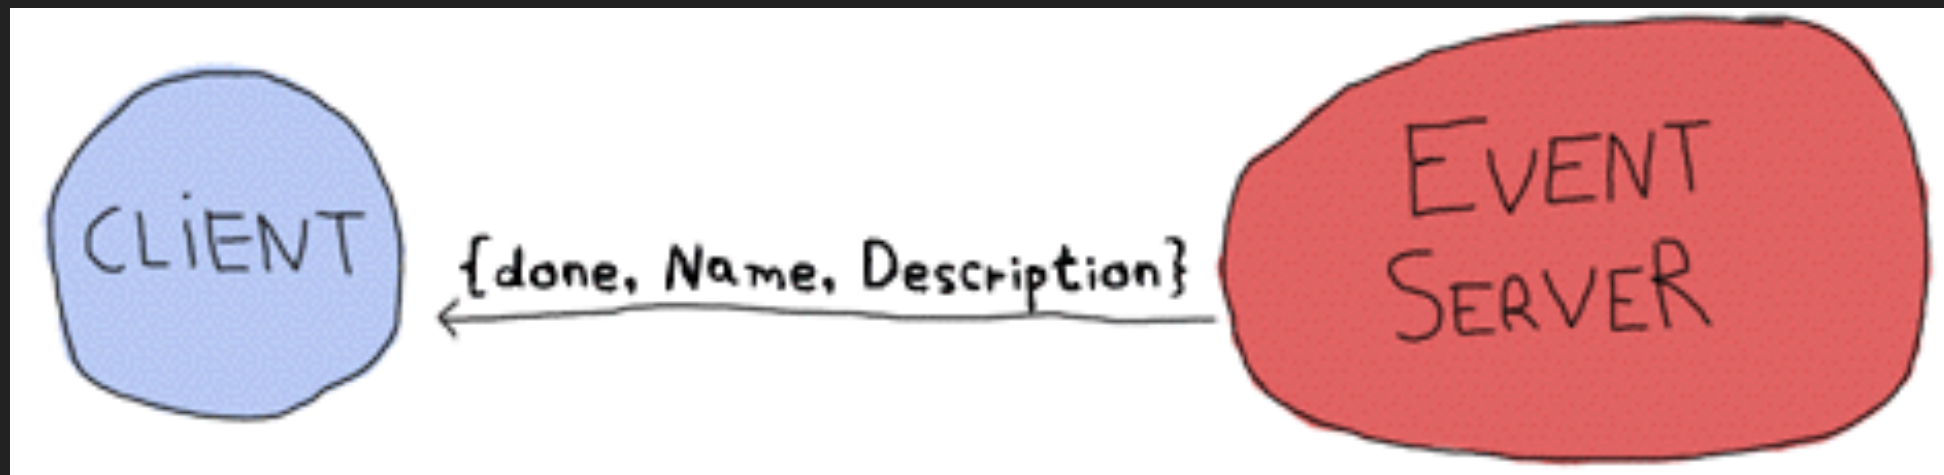 CLiENT
{done, Name, Description}
EVENT
SERVER